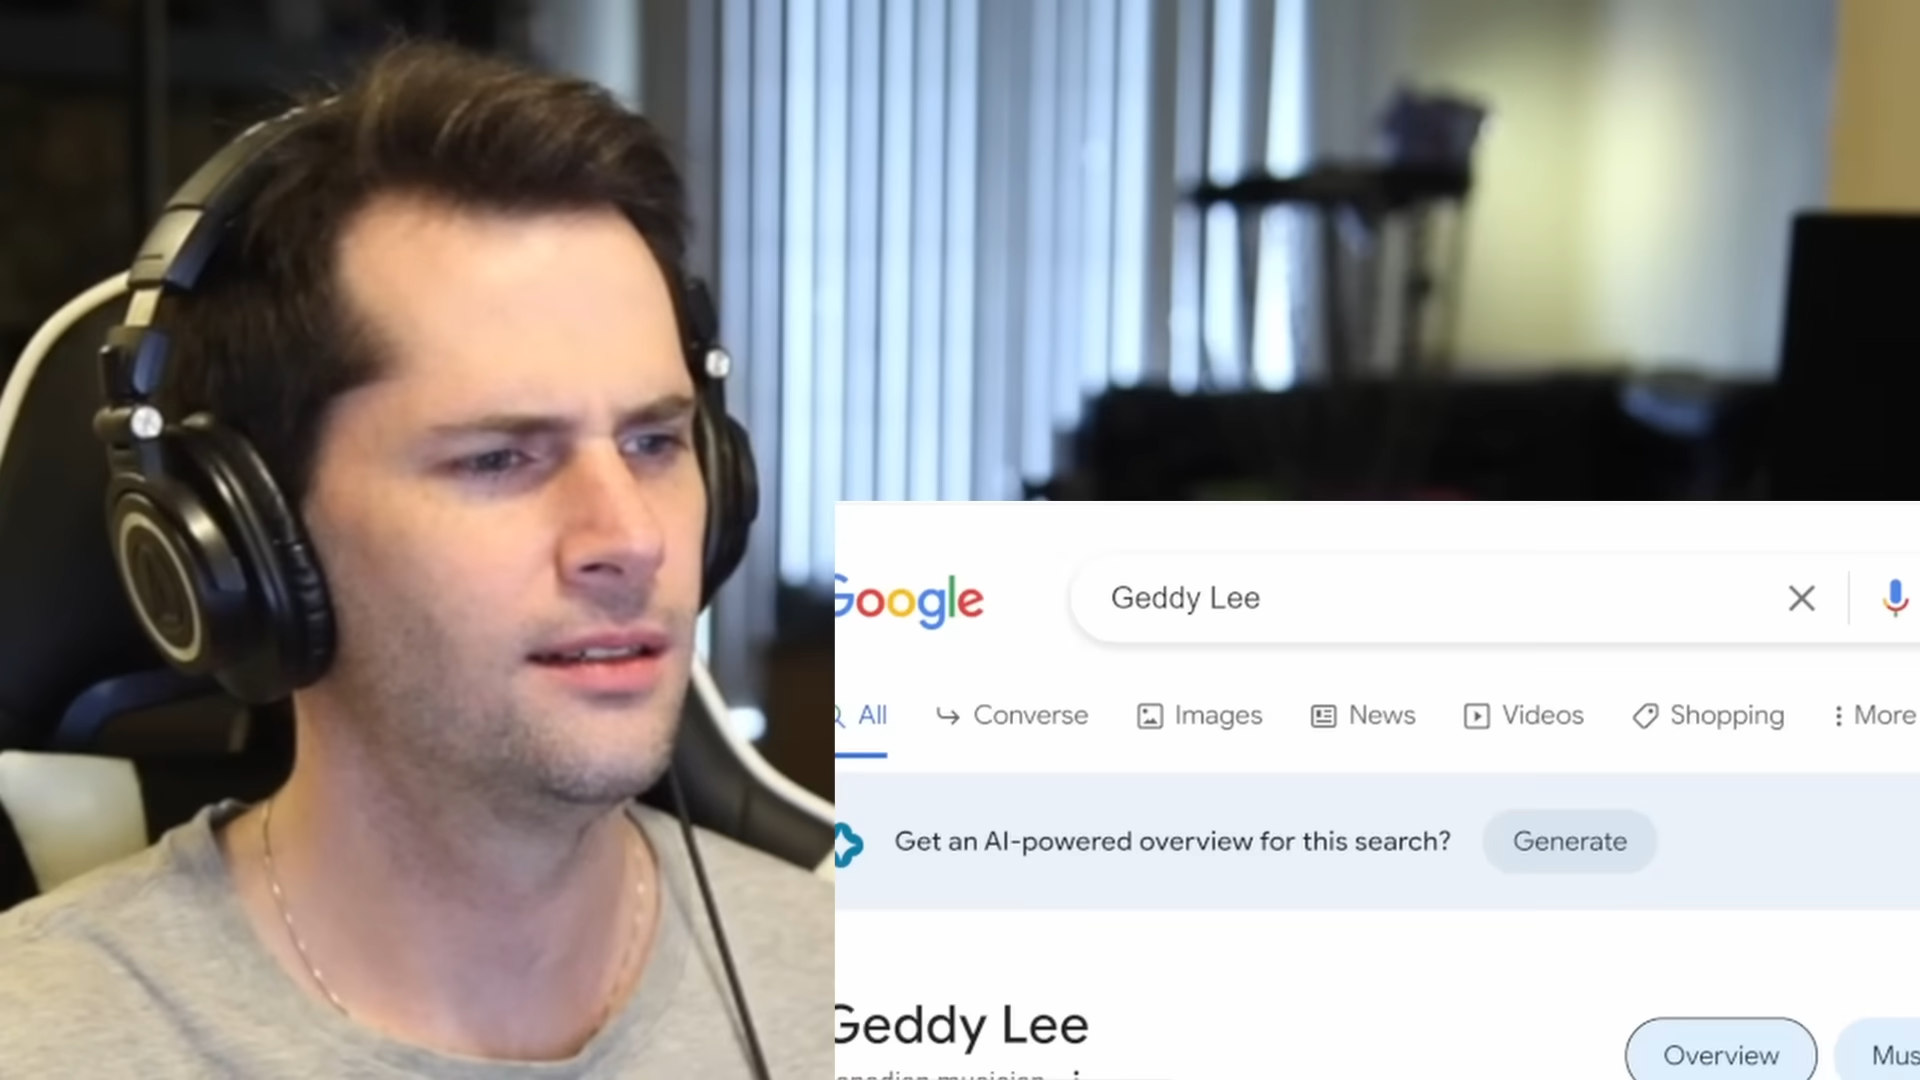 Google
Geddy Lee
All
Converse
Images
News
Videos
Shopping
More
Get an AI-powered overview for this search?
Generate
Geddy Lee
Overview
Mus